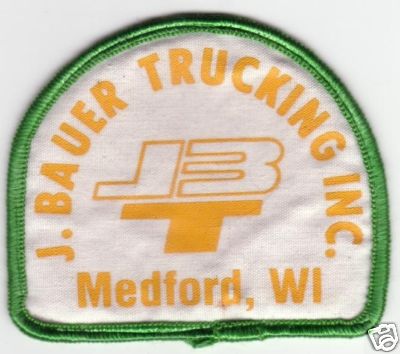 J. BAUER TRUCKING INC.
JB
T
Medford, WI